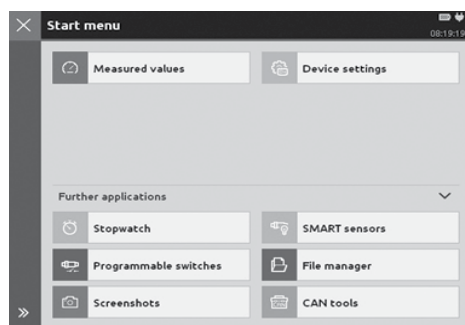 Start menu
08:19:19
Measured values
Device settings
Further applications
Stopwatch
SMART sensors
Programmable switches
File manager
Screenshots
CAN tools